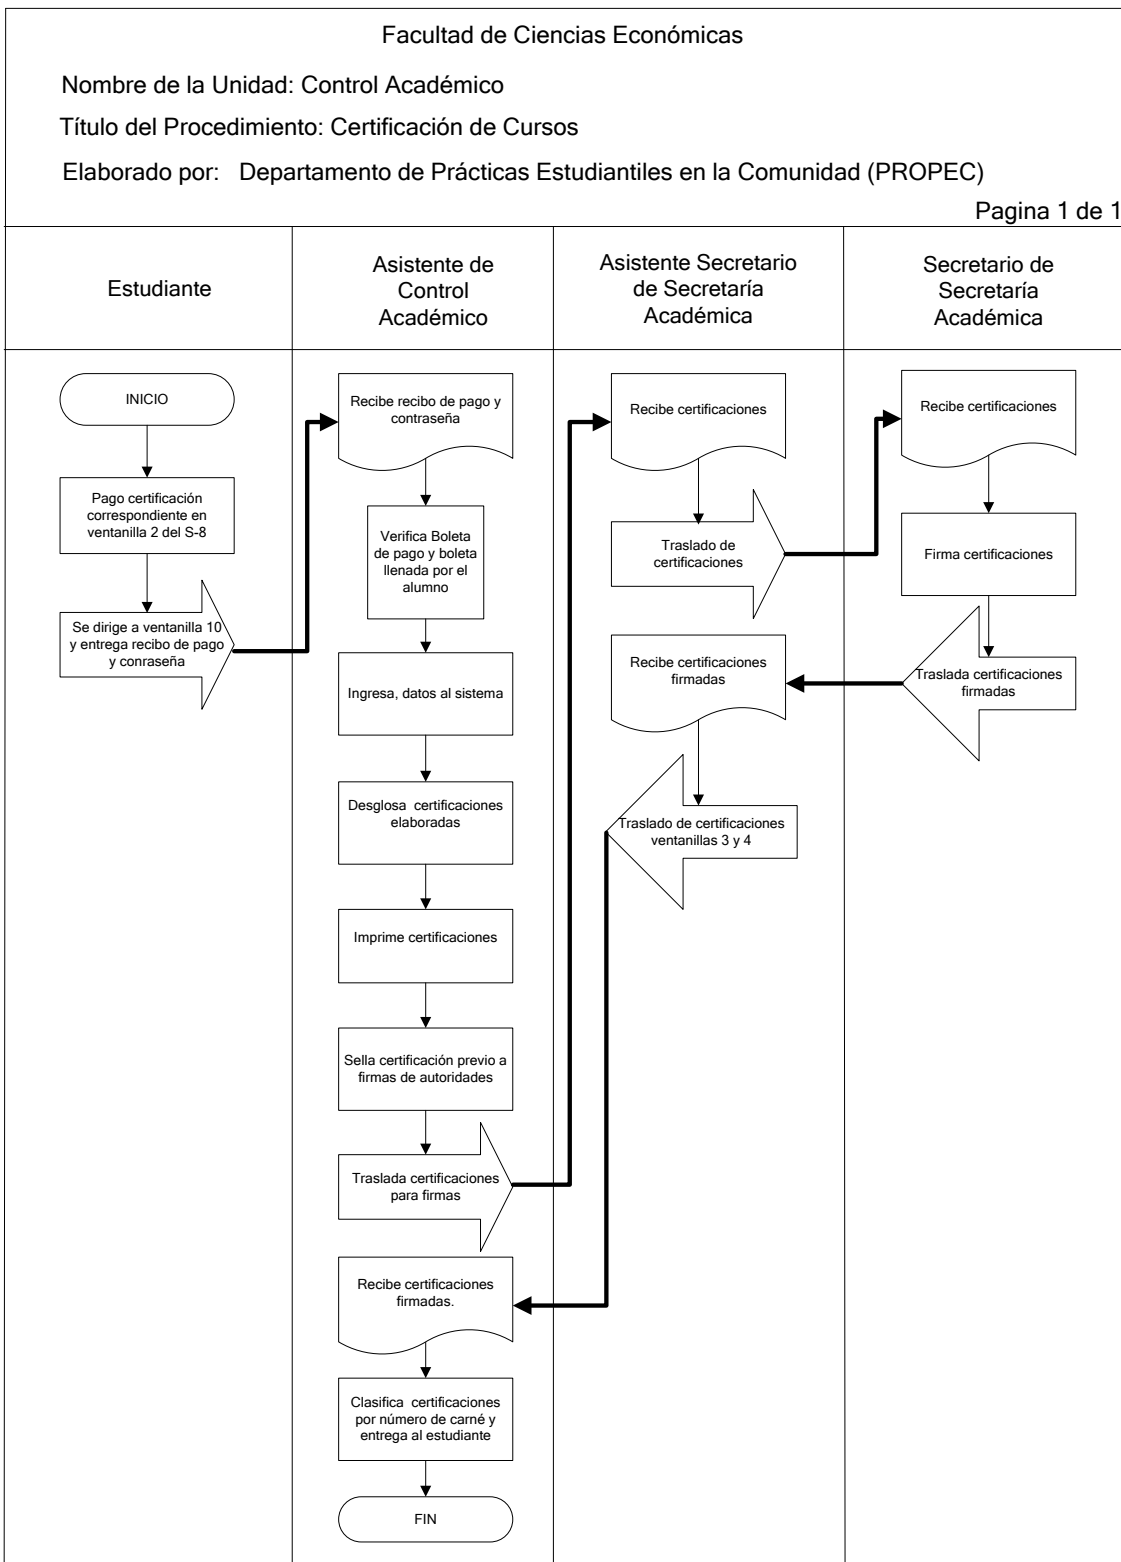 Facultad de Ciencias Económicas
Nombre de la Unidad: Control Académico
Título del Procedimiento: Certificación de Cursos
Elaborado por: Departamento de Prácticas Estudiantiles en la Comunidad (PROPEC)
Pagina 1 de 1
Estudiante
Asistente de
Control
Académico
Asistente Secretario
de Secretaría
Académica
Secretario de
Secretaría
Académica
INICIO
Pago certificación
correspondiente en
ventanilla 2 del S-8
Se dirige a ventanilla 10
y entrega recibo de pago
y conraseña
Recibe recibo de pago y
contraseña
Verifica Boleta
de pago y boleta
llenada por el
alumno
Ingresa, datos al sistema
Desglosa certificaciones
elaboradas
Imprime certificaciones
Sella certificación previo a
firmas de autoridades
Traslada certificaciones
para firmas
Recibe certificaciones
firmadas.
Clasifica certificaciones
por número de carné y
entrega al estudiante
FIN
Recibe certificaciones
Traslado de
certificaciones
Recibe certificaciones
firmadas
Traslado de certificaciones
ventanillas 3 y 4
Recibe certificaciones
Firma certificaciones
Traslada certificaciones
firmadas